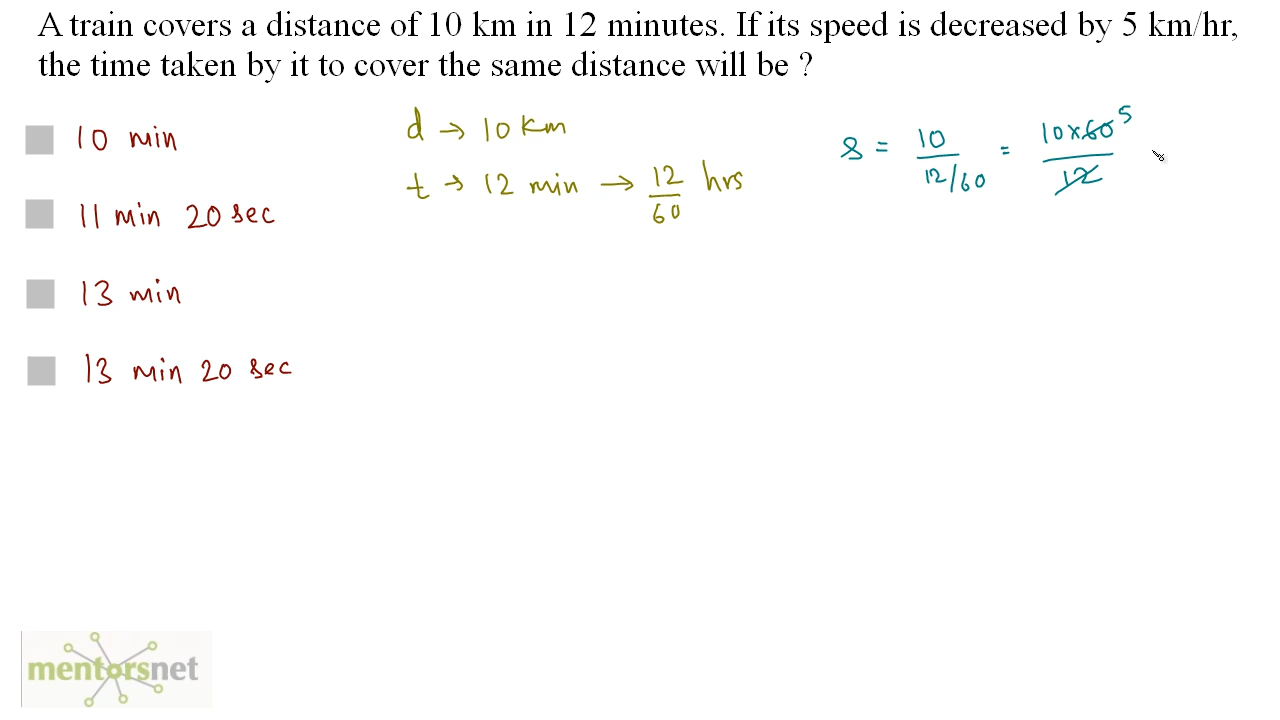 A train covers a distance of 10 km in 12 minutes. If its speed is decreased by 5 km/hr,
the time taken by it to cover the same distance will be ?
10 min
11 min 20 sec
13 min
13 min 20 sec
d → 10 Km
t → 12 min → 12/60 hrs
s = 10/(12/60) = 10×60/12 5
mentorsnet